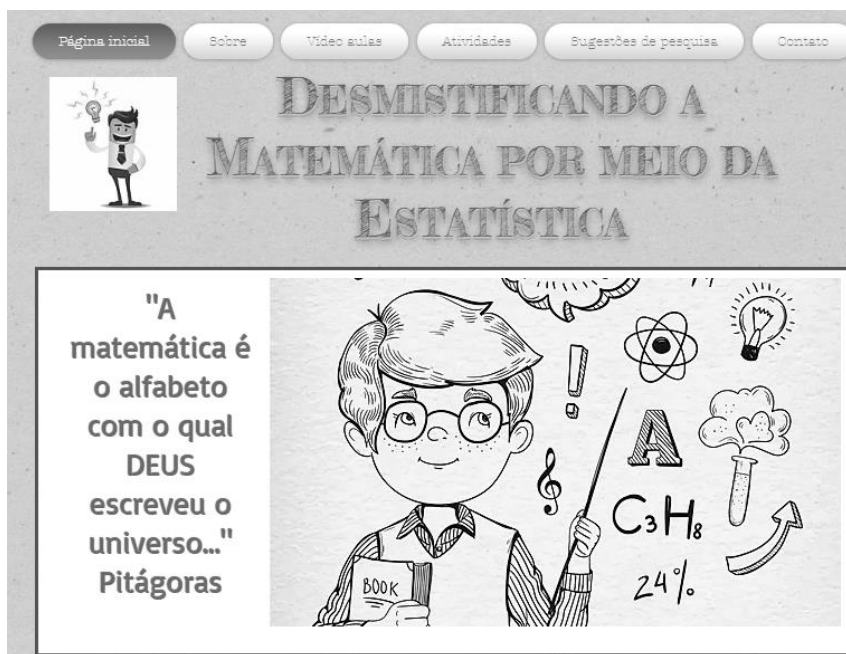 Página inicial
Sobre
Vídeo aulas
Atividades
Sugestões de pesquisa
Contato
DESMISTIFICANDO A
MATEMÁTICA POR MEIO DA
ESTATÍSTICA
"A
matemática é
o alfabeto
com o qual
DEUS
escreveu o
universo..."
Pitágoras
!
A
C₃H₈
24%
BOOK